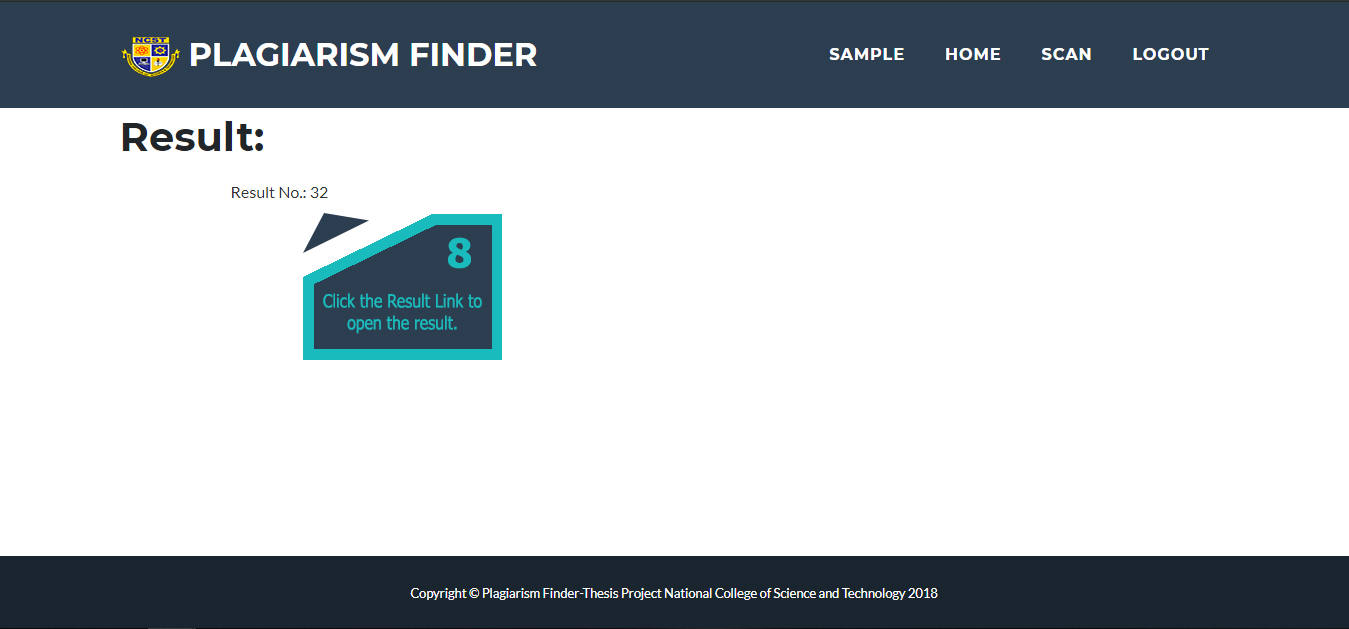 NCST
PLAGIARISM FINDER
SAMPLE HOME SCAN LOGOUT
Result:
Result No.: 32
8
Click the Result Link to
open the result.
Copyright © Plagiarism Finder-Thesis Project National College of Science and Technology 2018